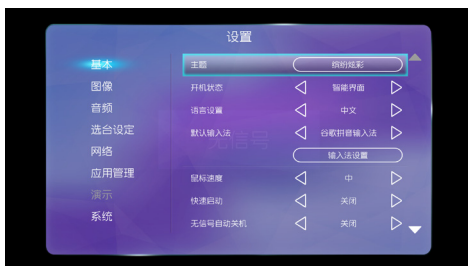 设置
基本
主题
缤纷炫彩
图像
开机状态
智能界面
音频
语言设置
中文
选台设定
默认输入法
谷歌拼音输入法
无信号
网络
输入法设置
应用管理
鼠标速度
中
演示
快速启动
关闭
系统
无信号自动关机
关闭